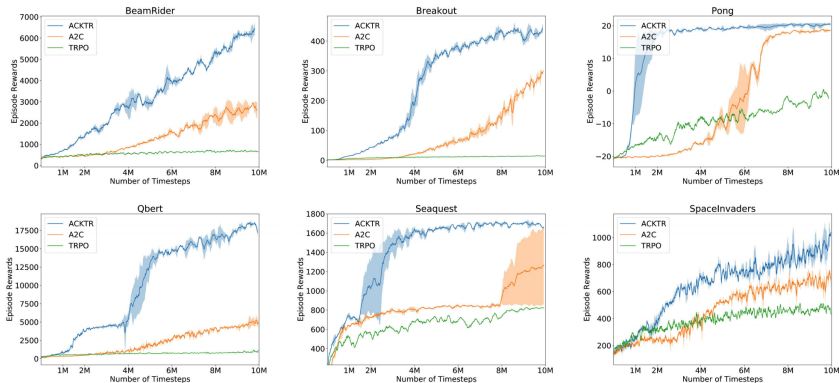 BeamRider
7000
6000
5000
4000
3000
2000
1000
0
Episode Rewards
ACKTR
A2C
TRPO
1M 2M 4M 6M 8M 10M
Number of Timesteps
Breakout
400
300
200
100
0
Episode Rewards
ACKTR
A2C
TRPO
1M 2M 4M 6M 8M 10M
Number of Timesteps
Pong
20
10
0
−10
−20
Episode Rewards
ACKTR
A2C
TRPO
1M 2M 4M 6M 8M 10M
Number of Timesteps
Qbert
17500
15000
12500
10000
7500
5000
2500
0
Episode Rewards
ACKTR
A2C
TRPO
1M 2M 4M 6M 8M 10M
Number of Timesteps
Seaquest
1800
1600
1400
1200
1000
800
600
400
Episode Rewards
ACKTR
A2C
TRPO
1M 2M 4M 6M 8M 10M
Number of Timesteps
SpaceInvaders
1000
800
600
400
200
Episode Rewards
ACKTR
A2C
TRPO
1M 2M 4M 6M 8M 10M
Number of Timesteps